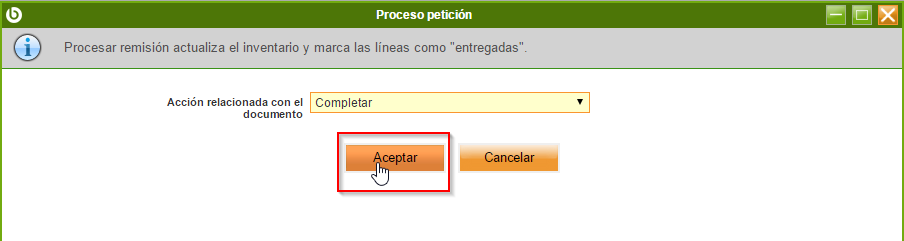 Proceso petición
Procesar remisión actualiza el inventario y marca las líneas como "entregadas".
Acción relacionada con el
documento
Completar
Aceptar
Cancelar